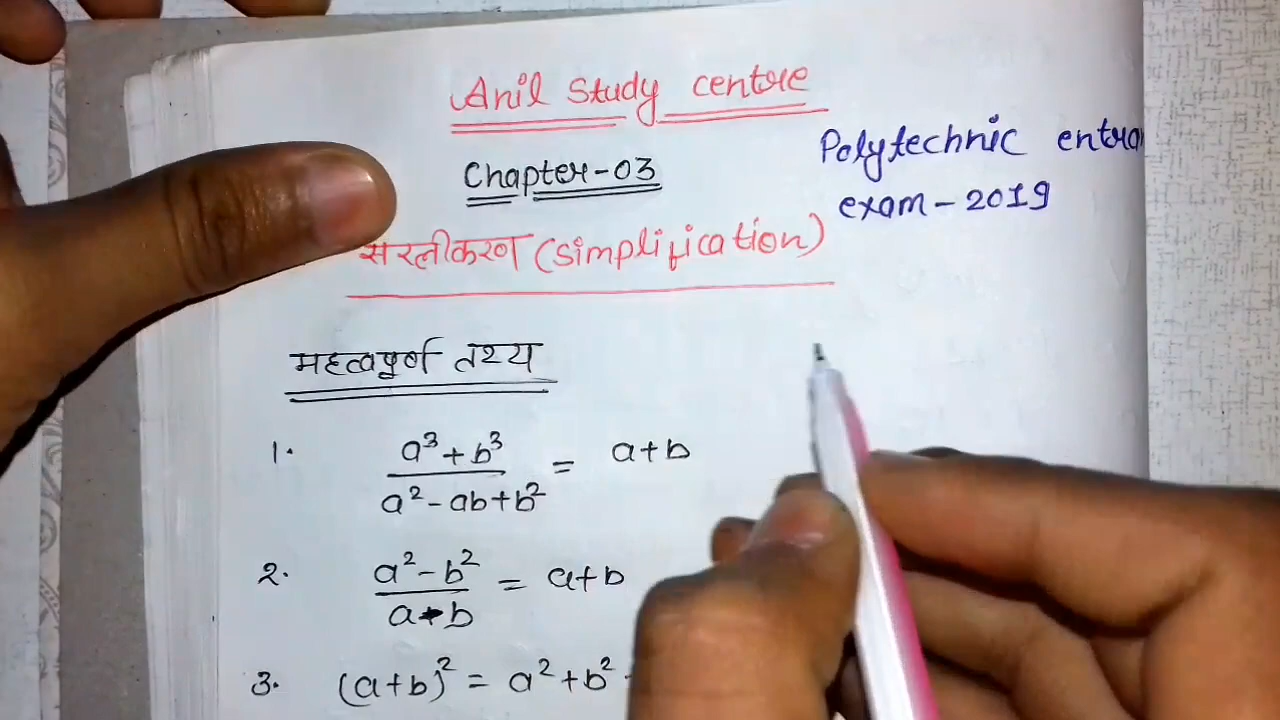 Anil Study centre
Chapter-03
Polytechnic
exam-2019
सरलीकरण (simplification)
महत्वपूर्ण तथ्य
1. (a³+b³)/(a²-ab+b²) = a+b
2. (a²-b²)/(a-b) = a+b
3. (a+b)² = a²+b²